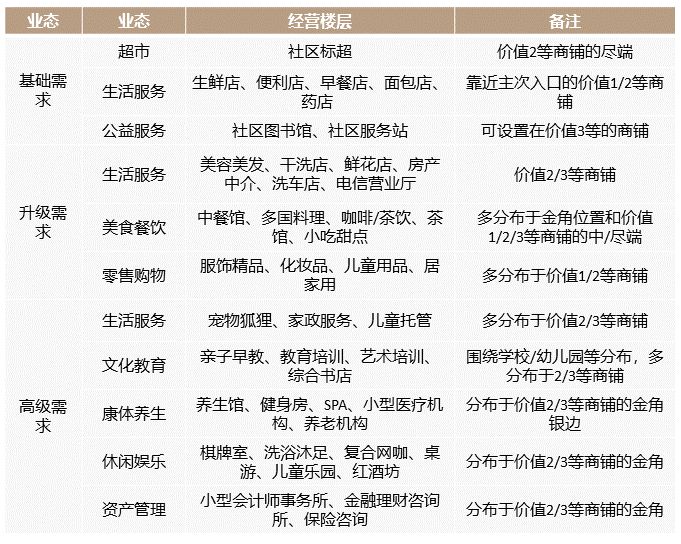 业态 业态 经营楼层 备注
基础需求
超市 社区标超 价值2等商铺的尽端
生活服务 生鲜店、便利店、早餐店、面包店、
药店 靠近主次入口的价值1/2等商
铺
公益服务 社区图书馆、社区服务站 可设置在价值3等的商铺
升级需求
生活服务 美容美发、干洗店、鲜花店、房产
中介、洗车店、电信营业厅 价值2/3等商铺
美食餐饮 中餐馆、多国料理、咖啡/茶饮、茶
馆、小吃甜点 多分布于金角位置和价值
1/2/3等商铺的中/尽端
零售购物 服饰精品、化妆品、儿童用品、居
家用 多分布于价值1/2等商铺
高级需求
生活服务 宠物狐狸、家政服务、儿童托管 多分布于价值2/3等商铺
文化教育 亲子早教、教育培训、艺术培训、
综合书店 围绕学校/幼儿园等分布，多
分布于2/3等商铺
康体养生 养生馆、健身房、SPA、小型医疗机
构、养老机构 分布于价值2/3等商铺的金角
银边
休闲娱乐 棋牌室、洗浴沐足、复合网咖、桌
游、儿童乐园、红酒坊 分布于价值2/3等商铺的金角
资产管理 小型会计师事务所、金融理财咨询
所、保险咨询 分布于价值2/3等商铺的金角